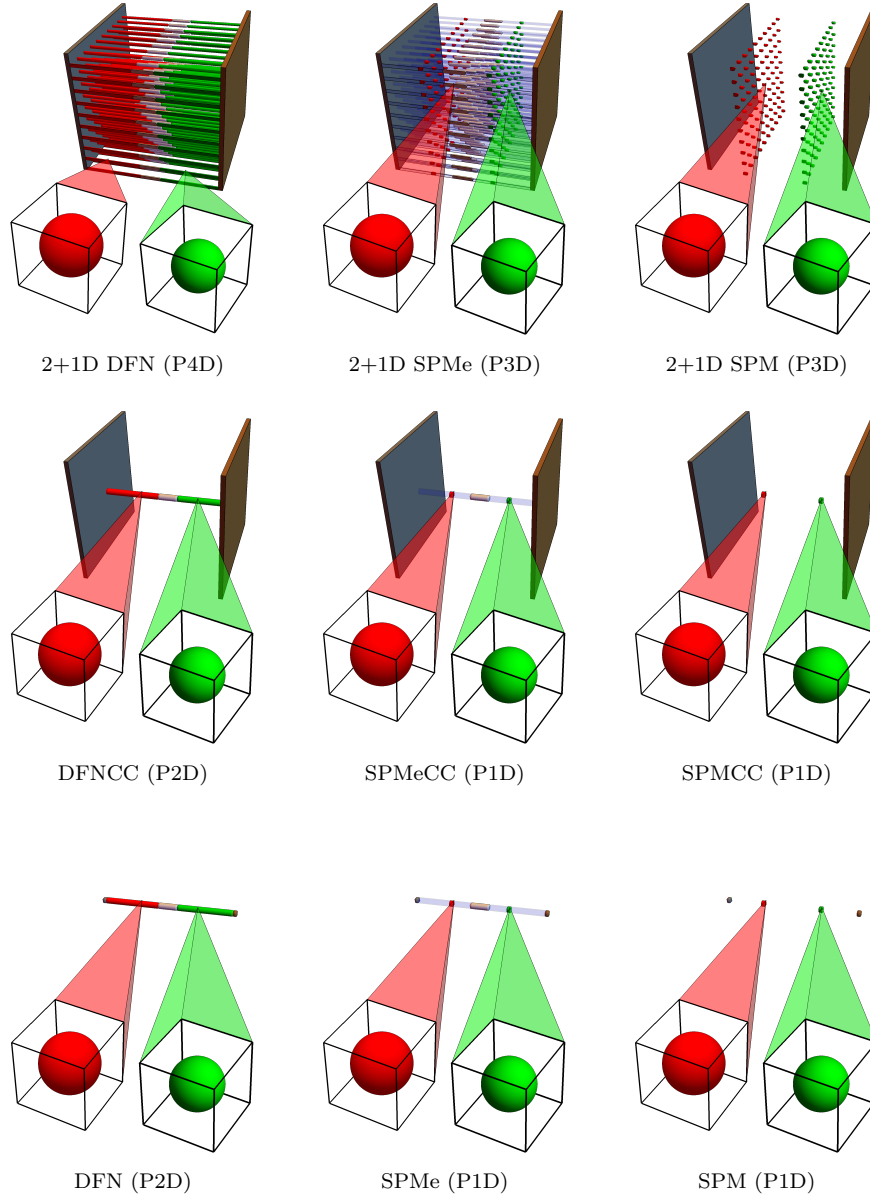 2+1D DFN (P4D)
2+1D SPMe (P3D)
2+1D SPM (P3D)
DFNCC (P2D)
SPMeCC (P1D)
SPMCC (P1D)
DFN (P2D)
SPMe (P1D)
SPM (P1D)